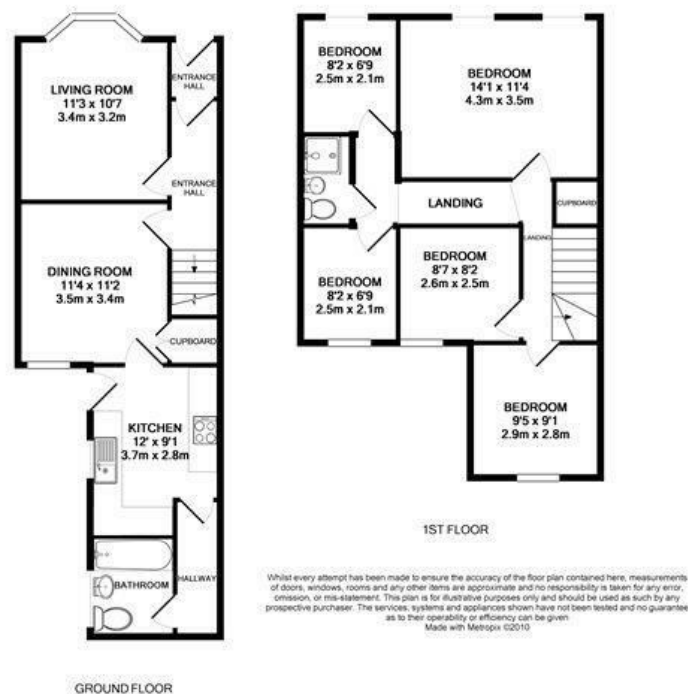 LIVING ROOM
11'3 x 10'7
3.4m x 3.2m
ENTRANCE
HALL
ENTRANCE
HALL
DINING ROOM
11'4 x 11'2
3.5m x 3.4m
CUPBOARD
KITCHEN
12' x 9'1
3.7m x 2.8m
BATHROOM
HALLWAY
GROUND FLOOR
BEDROOM
8'2 x 6'9
2.5m x 2.1m
BEDROOM
14'1 x 11'4
4.3m x 3.5m
LANDING
CUPBOARD
LANDING
BEDROOM
8'2 x 6'9
2.5m x 2.1m
BEDROOM
8'7 x 8'2
2.6m x 2.5m
BEDROOM
9'5 x 9'1
2.9m x 2.8m
1ST FLOOR
Whilst every attempt has been made to ensure the accuracy of the floor plan contained here, measurements
of doors, windows, rooms and any other items are approximate and no responsibility is taken for any error,
omission, or mis-statement. This plan is for illustrative purposes only and should be used as such by any
prospective purchaser. The services, systems and appliances shown have not been tested and no guarantee
as to their operability or efficiency can be given
Made with Metropix ©2010